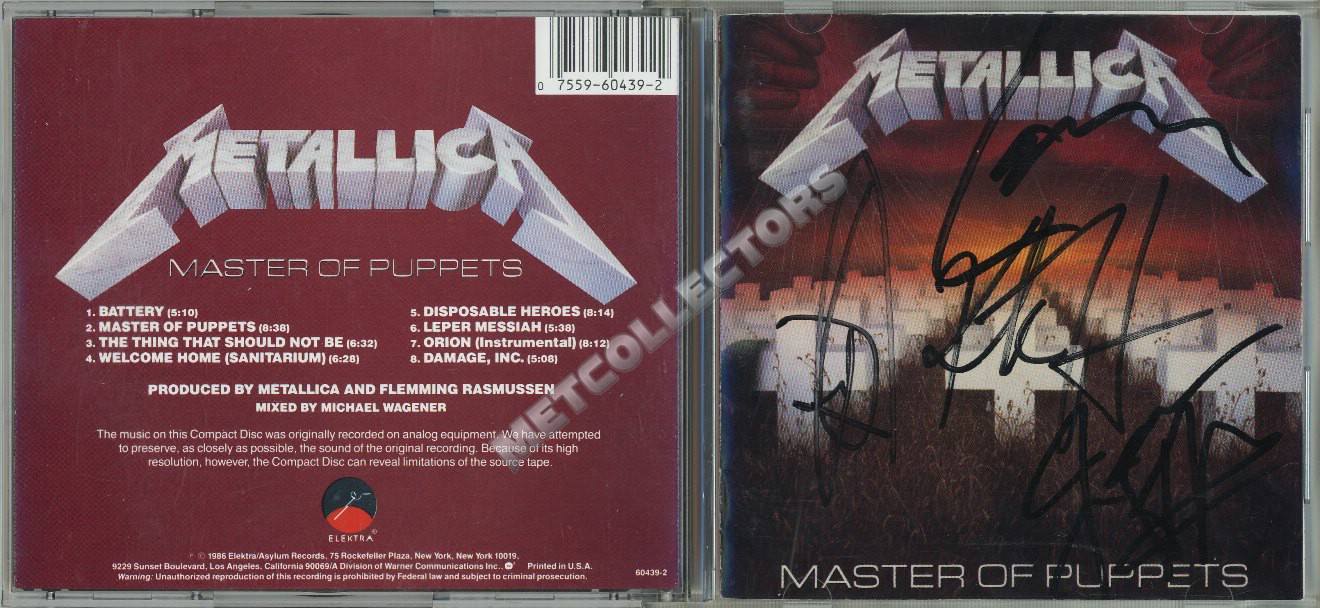 0 7559-60439-2
METALLICA
MASTER OF PUPPETS
1. BATTERY (5:10)
2. MASTER OF PUPPETS (8:38)
3. THE THING THAT SHOULD NOT BE (6:32)
4. WELCOME HOME (SANITARIUM) (6:28)
5. DISPOSABLE HEROES (8:14)
6. LEPER MESSIAH (5:38)
7. ORION (Instrumental) (8:12)
8. DAMAGE, INC. (5:08)
PRODUCED BY METALLICA AND FLEMMING RASMUSSEN
MIXED BY MICHAEL WAGENER
The music on this Compact Disc was originally recorded on analog equipment. We have attempted
to preserve, as closely as possible, the sound of the original recording. Because of its high
resolution, however, the Compact Disc can reveal limitations of the source tape.
ELEKTRA
℗ © 1986 Elektra/Asylum Records, 75 Rockefeller Plaza, New York, New York 10019,
9229 Sunset Boulevard, Los Angeles, California 90069/A Division of Warner Communications Inc., Printed in U.S.A.
Warning: Unauthorized reproduction of this recording is prohibited by Federal law and subject to criminal prosecution.
60439-2
METCOLLECTORS
METALLICA
MASTER OF PUPPETS